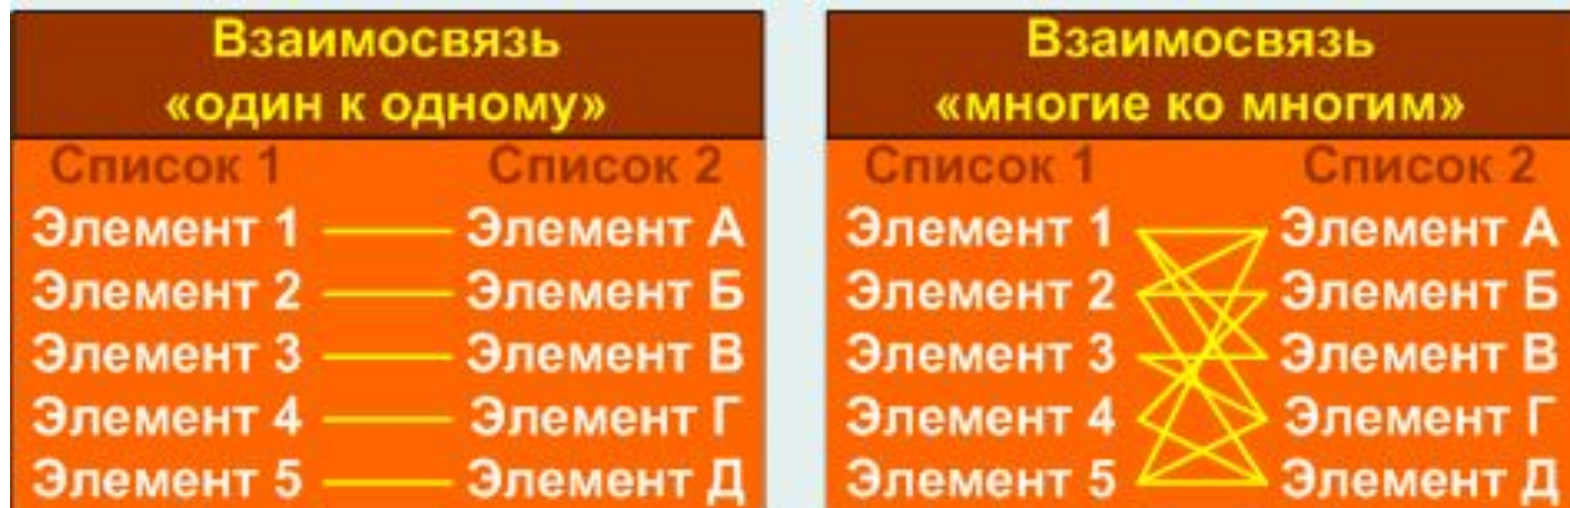 Взаимосвязь
«один к одному»
Список 1 Список 2
Элемент 1 Элемент А
Элемент 2 Элемент Б
Элемент 3 Элемент В
Элемент 4 Элемент Г
Элемент 5 Элемент Д
Взаимосвязь
«многие ко многим»
Список 1 Список 2
Элемент 1 Элемент А
Элемент 2 Элемент Б
Элемент 3 Элемент В
Элемент 4 Элемент Г
Элемент 5 Элемент Д